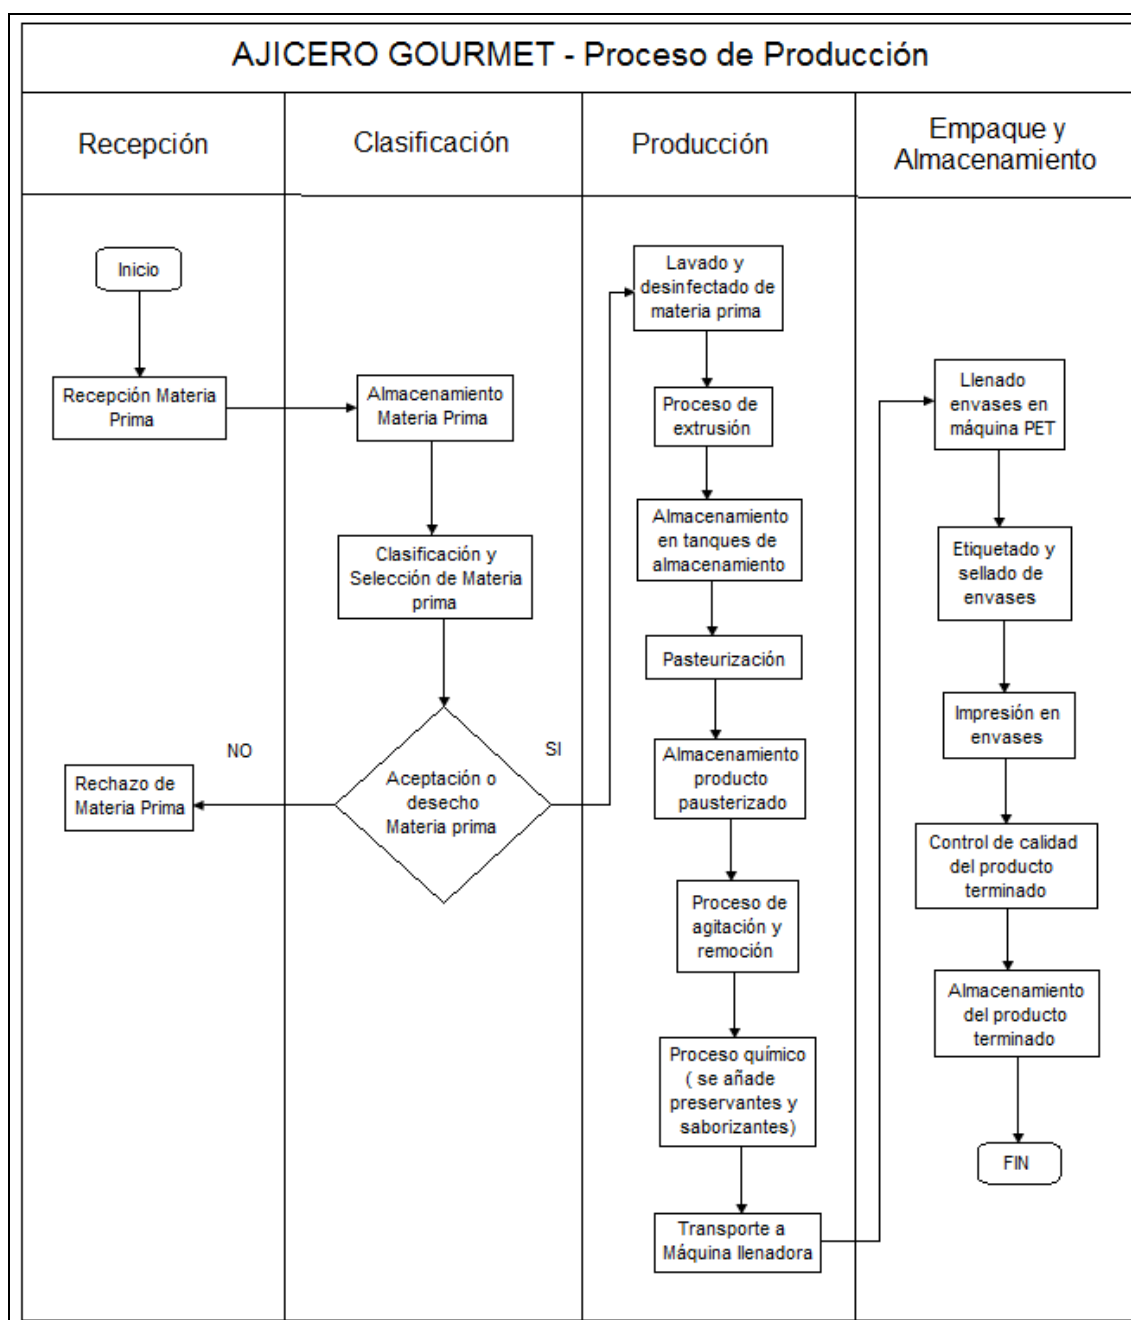 AJICERO GOURMET - Proceso de Producción
Recepción
Clasificación
Producción
Empaque y
Almacenamiento
Inicio
Recepción Materia
Prima
Almacenamiento
Materia Prima
Clasificación y
Selección de Materia
prima
Aceptación o
desecho
Materia prima
NO
SI
Rechazo de
Materia Prima
Lavado y
desinfectado de
materia prima
Proceso de
extrusión
Almacenamiento
en tanques de
almacenamiento
Pasteurización
Almacenamiento
producto
pausterizado
Proceso de
agitación y
remoción
Proceso químico
( se añade
preservantes y
saborizantes)
Transporte a
Máquina llenadora
Llenado
envases en
máquina PET
Etiquetado y
sellado de
envases
Impresión en
envases
Control de calidad
del producto
terminado
Almacenamiento
del producto
terminado
FIN